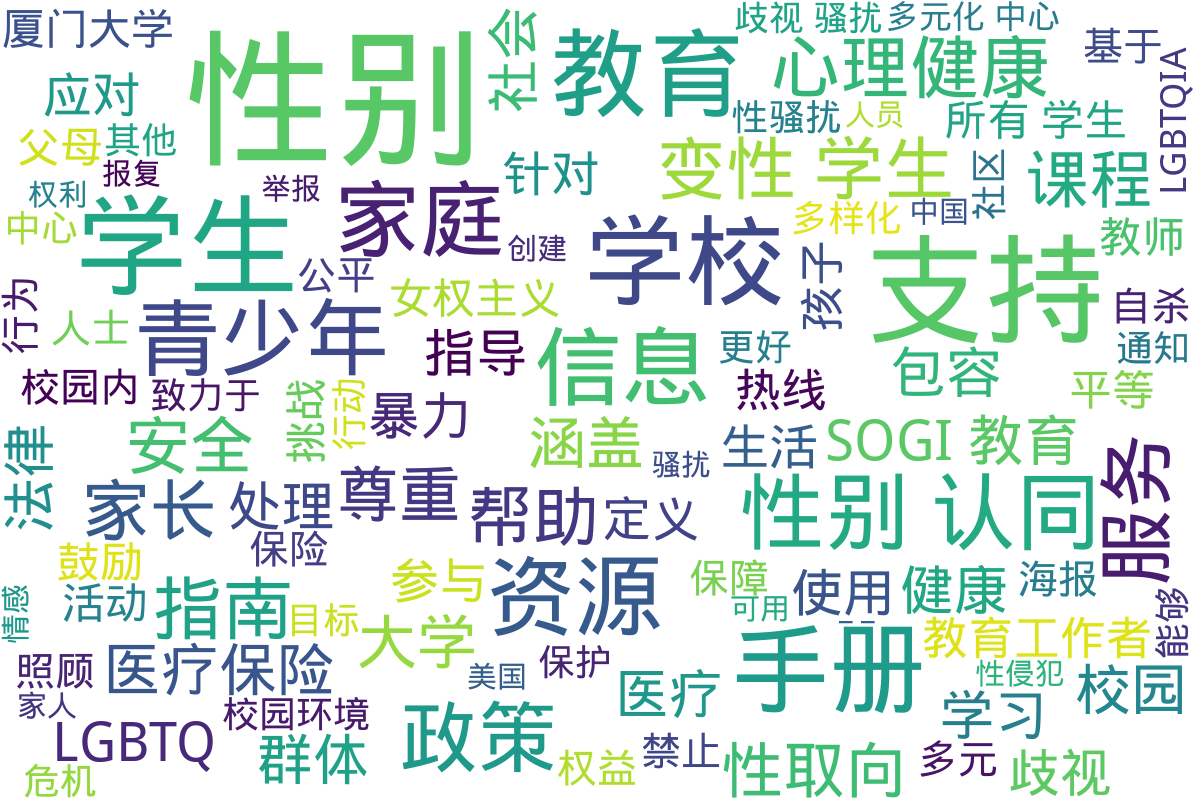 厦门大学
性别
社会
教育
歧视 骚扰
多元化 中心
心理健康
基于
LGBTQIA
应对
父母
其他
报复
权利
举报
中心
学生
家庭
针对
性骚扰
人员
所有 学生
变性 学生
课程
社区
多样化
中国
教师
创建
公平
学校
支持
孩子
行为
人士
青少年
女权主义
指导
信息
更好
自杀
通知
包容
平等
校园内
致力于
挑战
行动
暴力
热线
法律
安全
涵盖
生活
SOGI 教育
骚扰
家长
处理
尊重
帮助
定义
性别 认同
服务
保险
鼓励
活动
情感
指南
目标
参与
资源
保障
可用
使用
健康
海报
能够
大学
手册
教育工作者
照顾
医疗保险
美国
保护
医疗
性侵犯
校园
家人
校园环境
学习
LGBTQ
群体
政策
权益
禁止
性取向
多元
歧视
危机